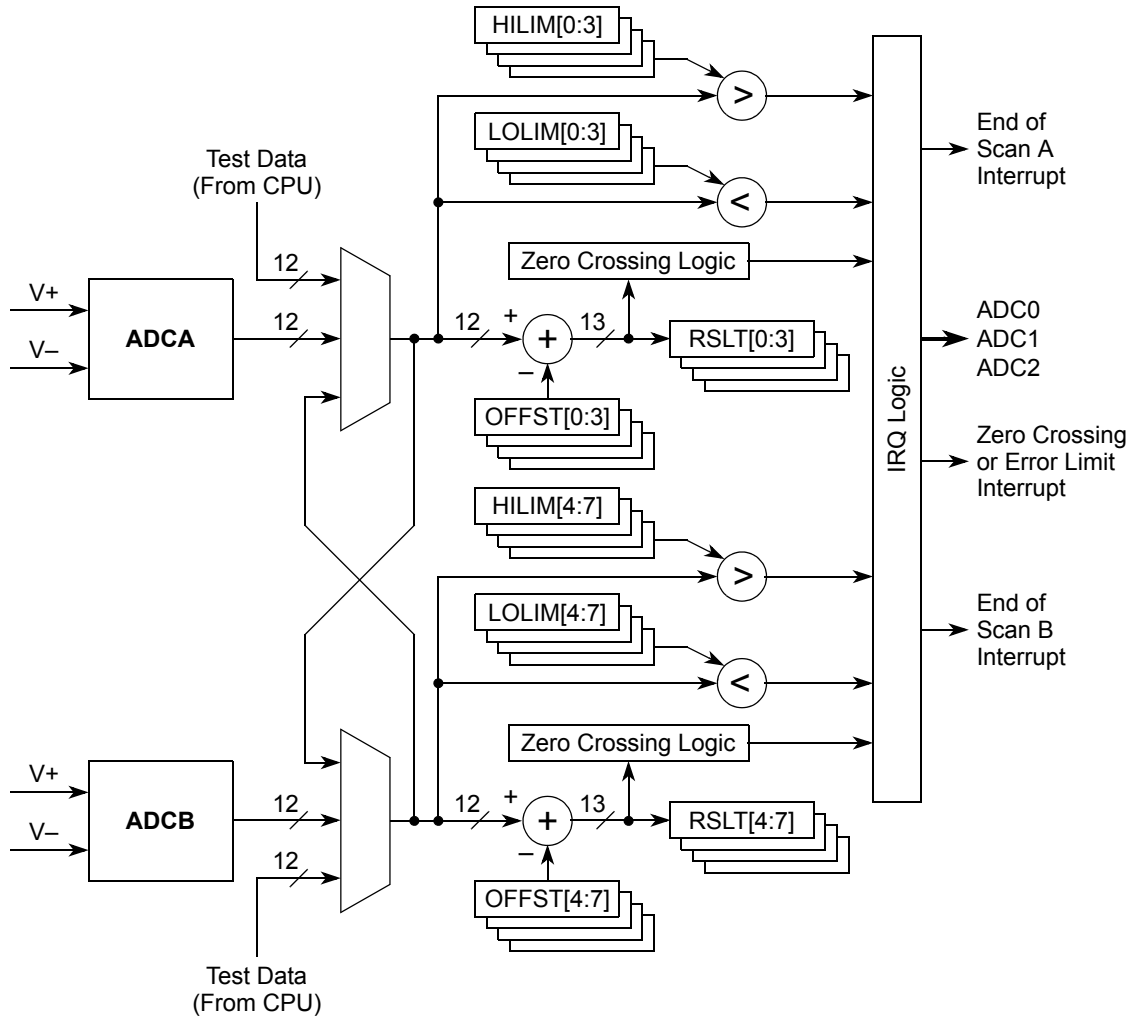 HILIM[0:3]
>
LOLIM[0:3]
<
Test Data
(From CPU)
End of
Scan A
Interrupt
12
Zero Crossing Logic
V+
V–
ADCA
12
12
+
+
–
13
RSLT[0:3]
OFFST[0:3]
IRQ Logic
ADC0
ADC1
ADC2
Zero Crossing
or Error Limit
Interrupt
HILIM[4:7]
>
LOLIM[4:7]
<
End of
Scan B
Interrupt
Zero Crossing Logic
V+
V–
ADCB
12
12
+
+
–
13
RSLT[4:7]
12
OFFST[4:7]
Test Data
(From CPU)